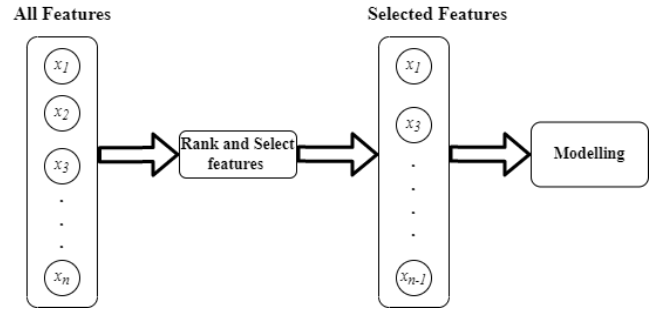 All Features
Selected Features
x1
x2
x3
.
.
.
xn
Rank and Select
features
x1
x3
.
.
.
.
xn-1
Modelling